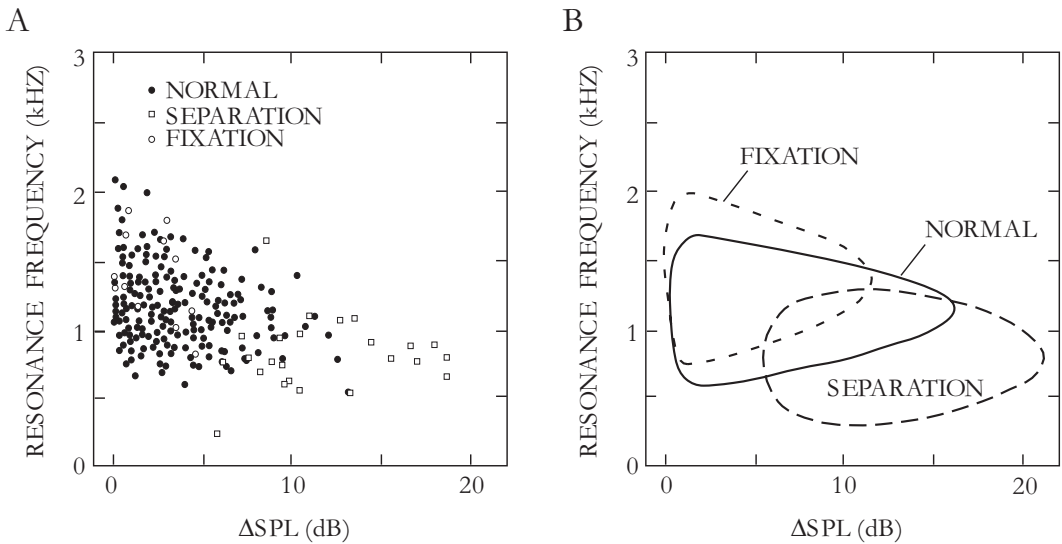 A
RESONANCE FREQUENCY (kHZ)
3
2
1
0
NORMAL
SEPARATION
FIXATION
0
10
20
ΔSPL (dB)
B
RESONANCE FREQUENCY (kHZ)
3
2
1
0
FIXATION
NORMAL
SEPARATION
0
10
20
ΔSPL (dB)